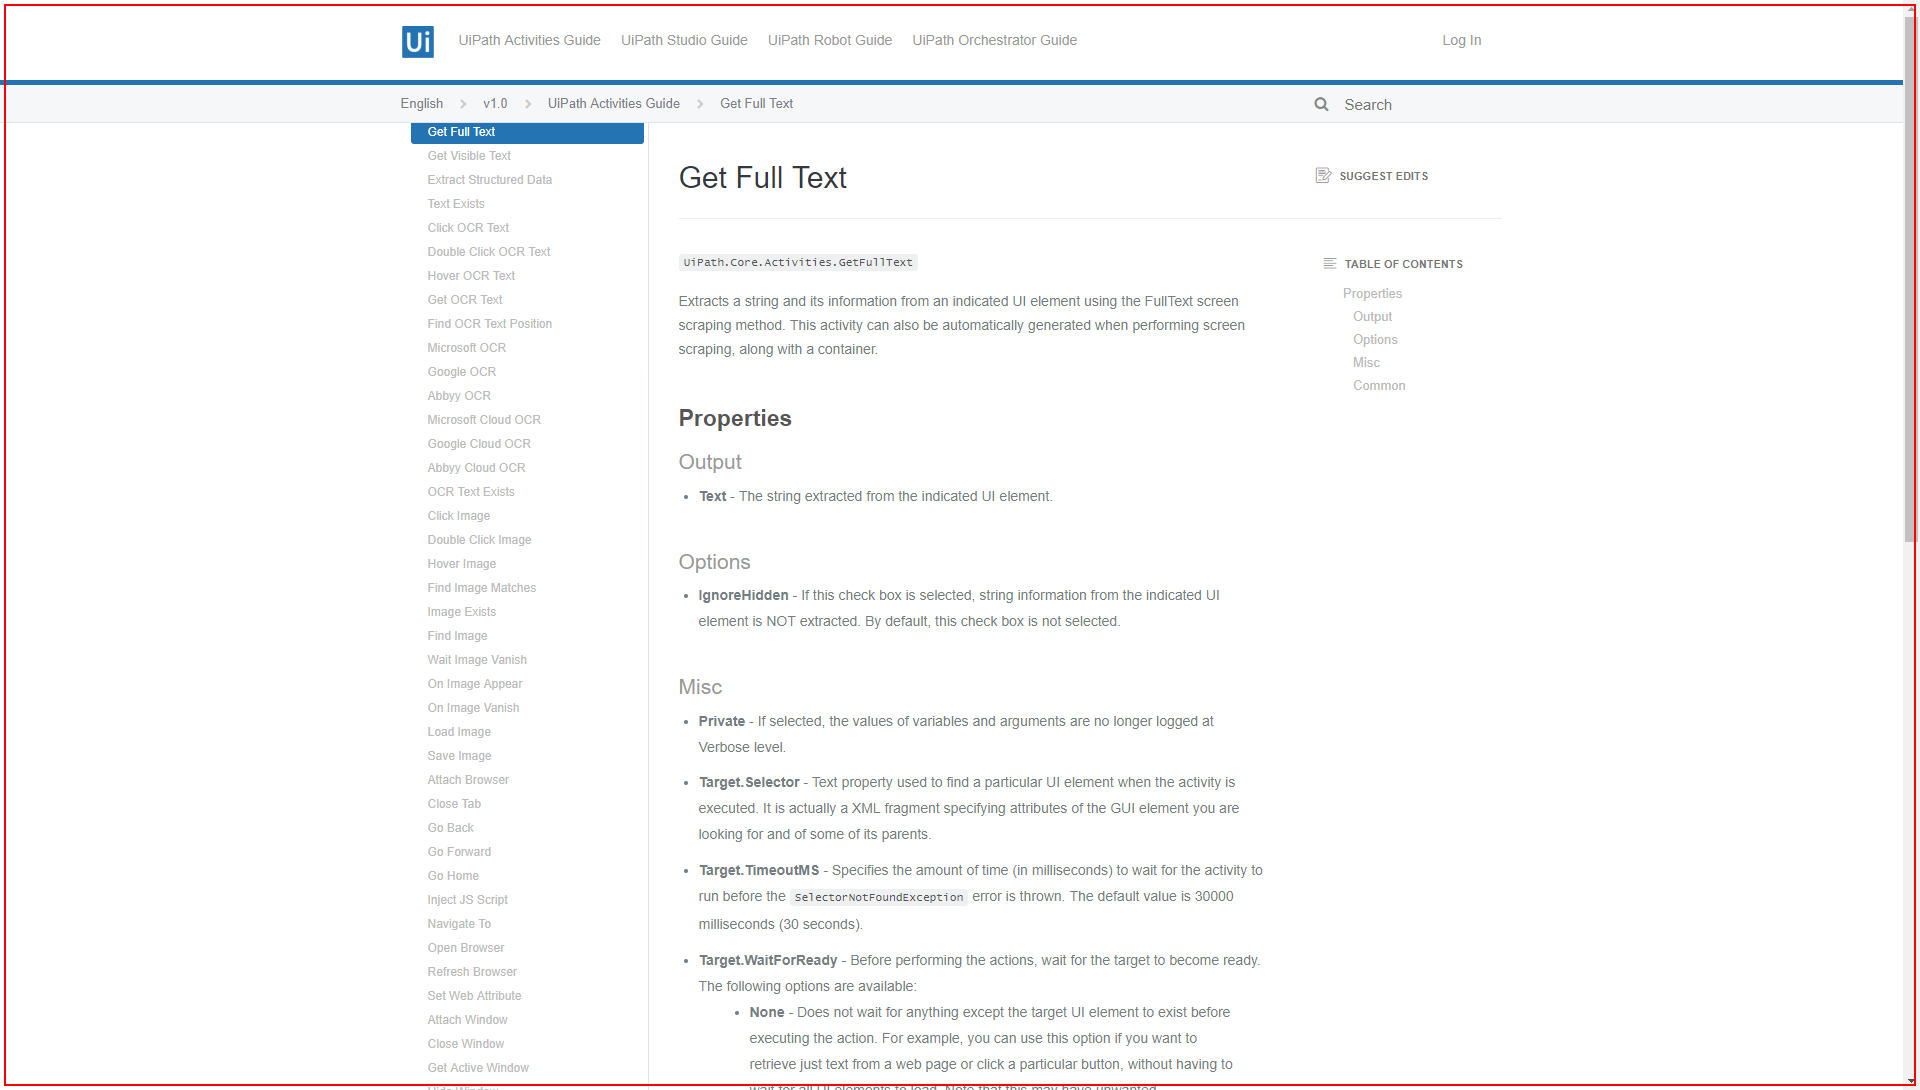 Ui UiPath Activities Guide UiPath Studio Guide UiPath Robot Guide UiPath Orchestrator Guide Log In
English v1.0 UiPath Activities Guide Get Full Text Search
Get Full Text
Get Visible Text
Extract Structured Data
Text Exists
Click OCR Text
Double Click OCR Text
Hover OCR Text
Get OCR Text
Find OCR Text Position
Microsoft OCR
Google OCR
Abbyy OCR
Microsoft Cloud OCR
Google Cloud OCR
Abbyy Cloud OCR
OCR Text Exists
Click Image
Double Click Image
Hover Image
Find Image Matches
Image Exists
Find Image
Wait Image Vanish
On Image Appear
On Image Vanish
Load Image
Save Image
Attach Browser
Close Tab
Go Back
Go Forward
Go Home
Inject JS Script
Navigate To
Open Browser
Refresh Browser
Set Web Attribute
Attach Window
Close Window
Get Active Window
Hide Window
Get Full Text
SUGGEST EDITS
UiPath.Core.Activities.GetFullText
Extracts a string and its information from an indicated UI element using the FullText screen
scraping method. This activity can also be automatically generated when performing screen
scraping, along with a container.
Properties
Output
• Text - The string extracted from the indicated UI element.
Options
• IgnoreHidden - If this check box is selected, string information from the indicated UI
element is NOT extracted. By default, this check box is not selected.
Misc
• Private - If selected, the values of variables and arguments are no longer logged at
Verbose level.
• Target.Selector - Text property used to find a particular UI element when the activity is
executed. It is actually a XML fragment specifying attributes of the GUI element you are
looking for and of some of its parents.
• Target.TimeoutMS - Specifies the amount of time (in milliseconds) to wait for the activity to
run before the SelectorNotFoundException error is thrown. The default value is 30000
milliseconds (30 seconds).
• Target.WaitForReady - Before performing the actions, wait for the target to become ready.
The following options are available:
• None - Does not wait for anything except the target UI element to exist before
executing the action. For example, you can use this option if you want to
retrieve just text from a web page or click a particular button, without having to
wait for all UI elements to load. Note that this may have unwanted
TABLE OF CONTENTS
Properties
Output
Options
Misc
Common